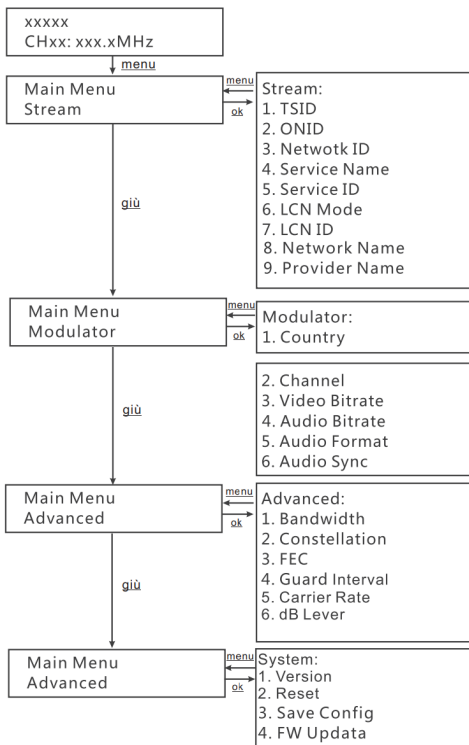 xxxxx
CHxx: xxx.xMHz
menu
Main Menu
Stream
menu
ok
Stream:
1. TSID
2. ONID
3. Netwotk ID
4. Service Name
5. Service ID
6. LCN Mode
7. LCN ID
8. Network Name
9. Provider Name
giù
Main Menu
Modulator
menu
ok
Modulator:
1. Country
2. Channel
3. Video Bitrate
4. Audio Bitrate
5. Audio Format
6. Audio Sync
giù
Main Menu
Advanced
menu
ok
Advanced:
1. Bandwidth
2. Constellation
3. FEC
4. Guard Interval
5. Carrier Rate
6. dB Lever
giù
Main Menu
Advanced
menu
ok
System:
1. Version
2. Reset
3. Save Config
4. FW Updata